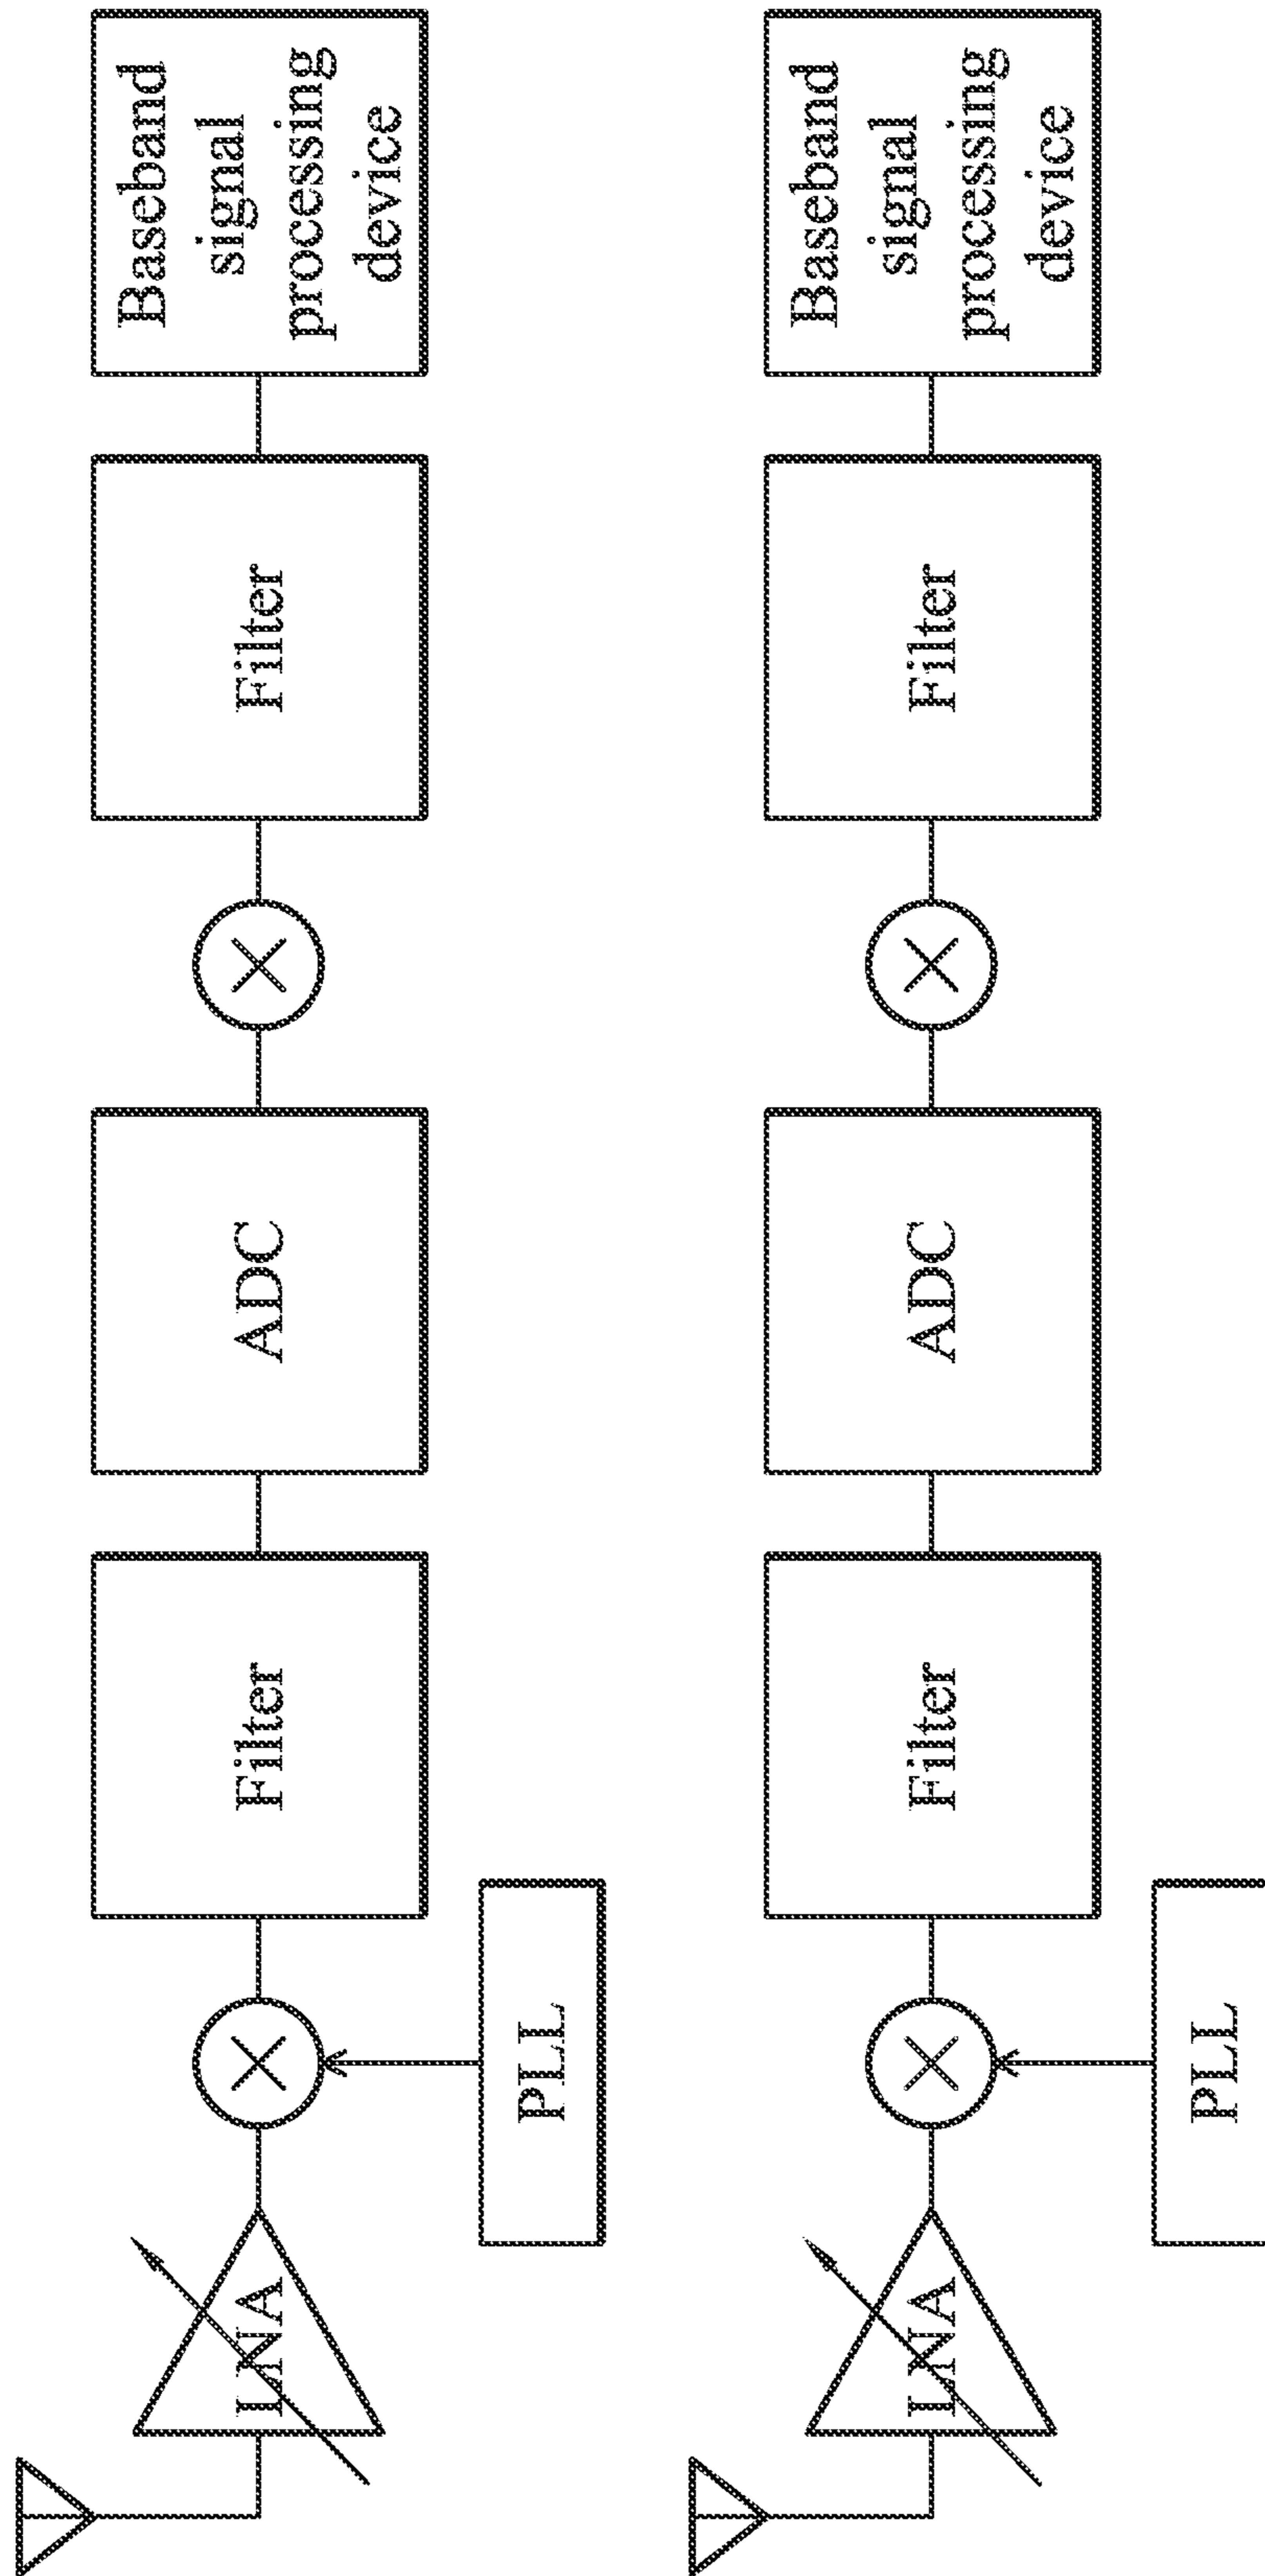 LNA
PLL
Filter
ADC
Filter
Baseband
signal
processing
device
LNA
PLL
Filter
ADC
Filter
Baseband
signal
processing
device